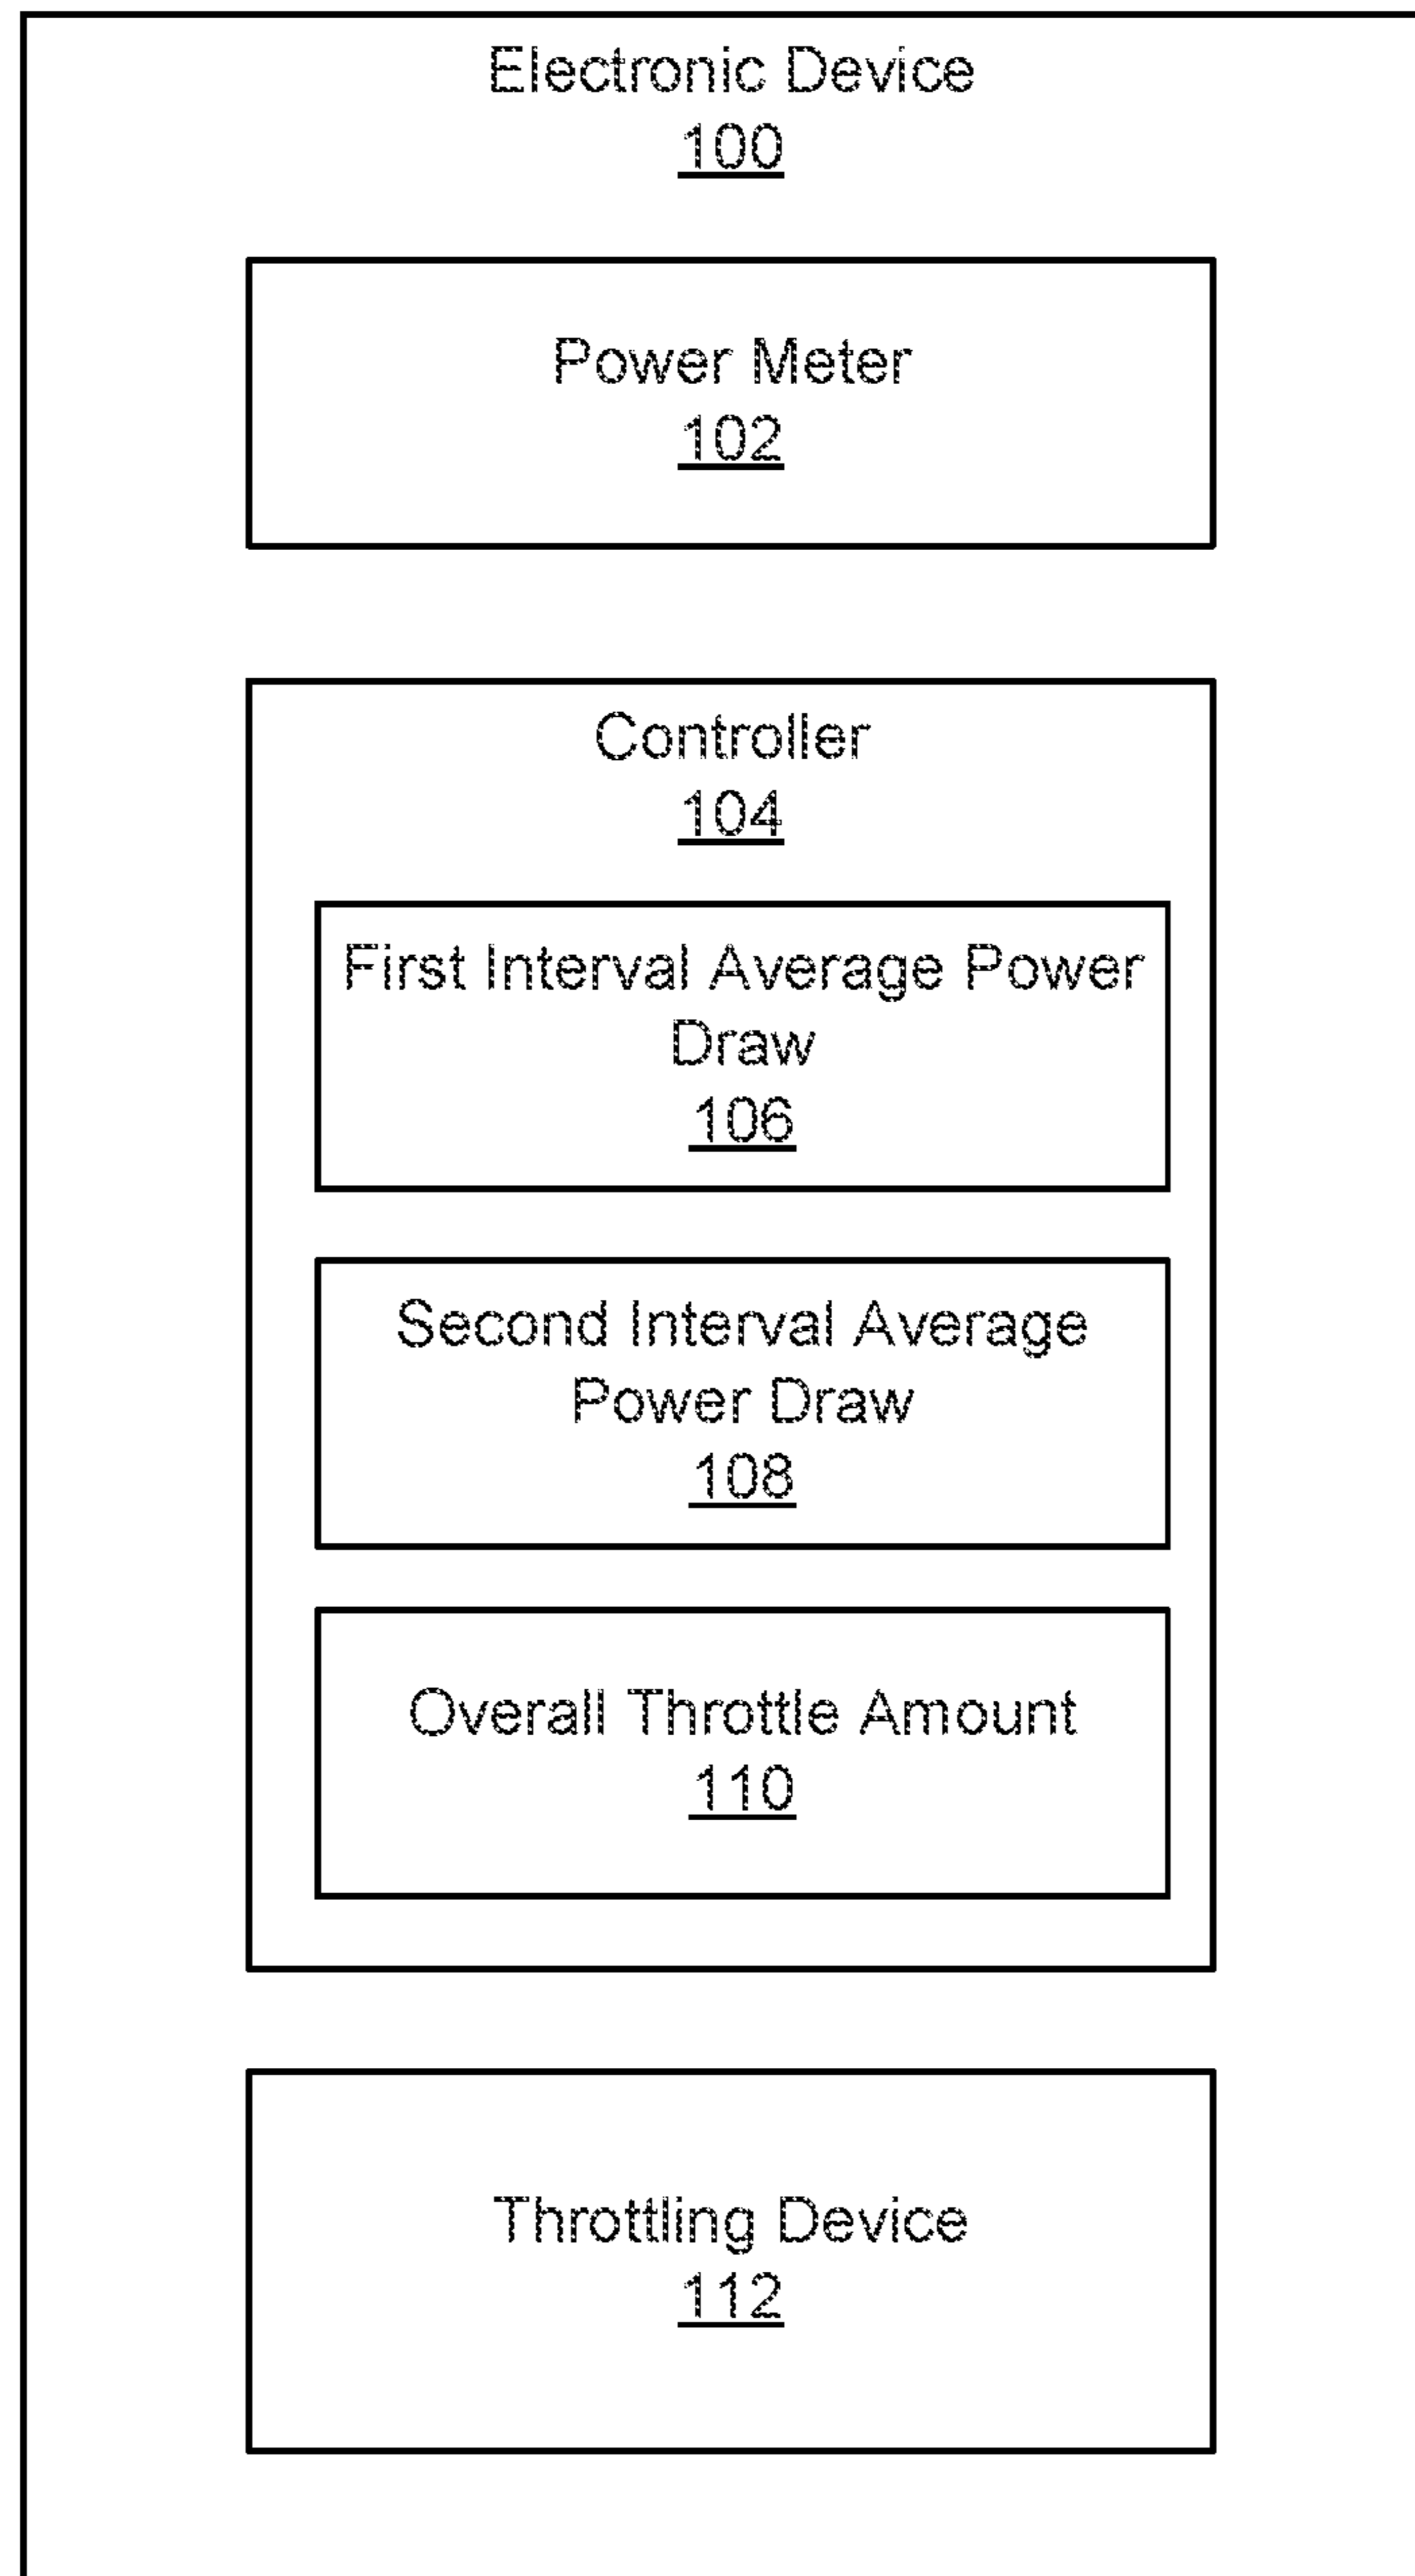 Electronic Device
100
Power Meter
102
Controller
104
First Interval Average Power
Draw
106
Second Interval Average
Power Draw
108
Overall Throttle Amount
110
Throttling Device
112